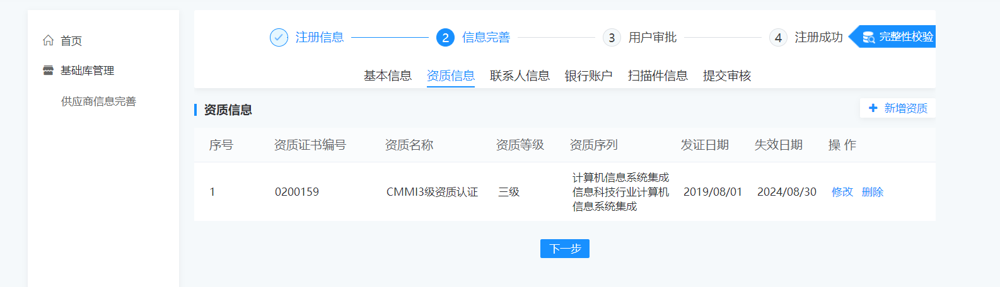 首页
基础库管理
供应商信息完善
注册信息
2 信息完善
3 用户审批
4 注册成功
完整性校验
基本信息 资质信息 联系人信息 银行账户 扫描件信息 提交审核
资质信息
新增资质
序号 资质证书编号 资质名称 资质等级 资质序列 发证日期 失效日期 操 作
1 0200159 CMMI3级资质认证 三级
计算机信息系统集成
信息科技行业计算机
信息系统集成
2019/08/01 2024/08/30 修改 删除
下一步